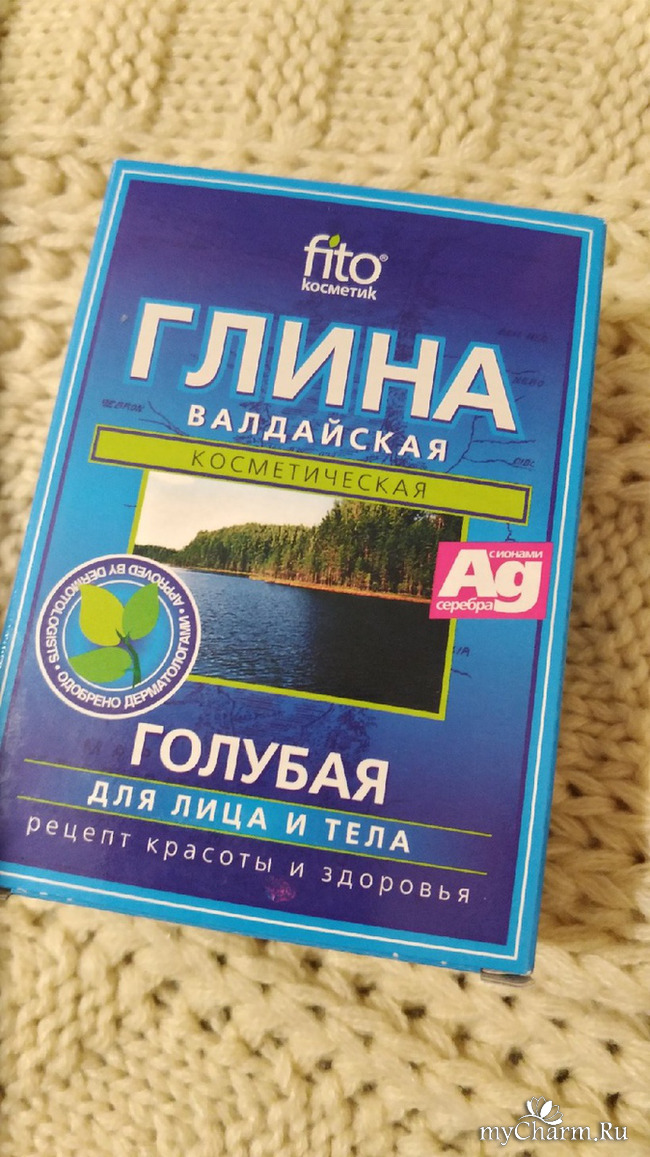 fito®
косметик
ГЛИНА
ВАЛДАЙСКАЯ
КОСМЕТИЧЕСКАЯ
с ионами
Ag
серебра
APPROVED BY DERMOTOLOGISTS • ОДОБРЕНО ДЕРМАТОЛОГАМИ •
ГОЛУБАЯ
ДЛЯ ЛИЦА И ТЕЛА
рецепт красоты и здоровья
myCharm.Ru